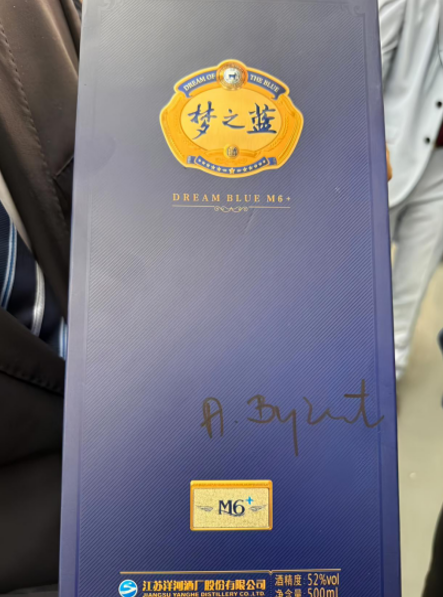 DREAM OF THE BLUE
梦之蓝
DREAM BLUE M6+
M6+
江苏洋河酒厂股份有限公司
JIANGSU YANGHE DISTILLERY CO.,LTD.
酒精度:52%vol
净含量:500ml